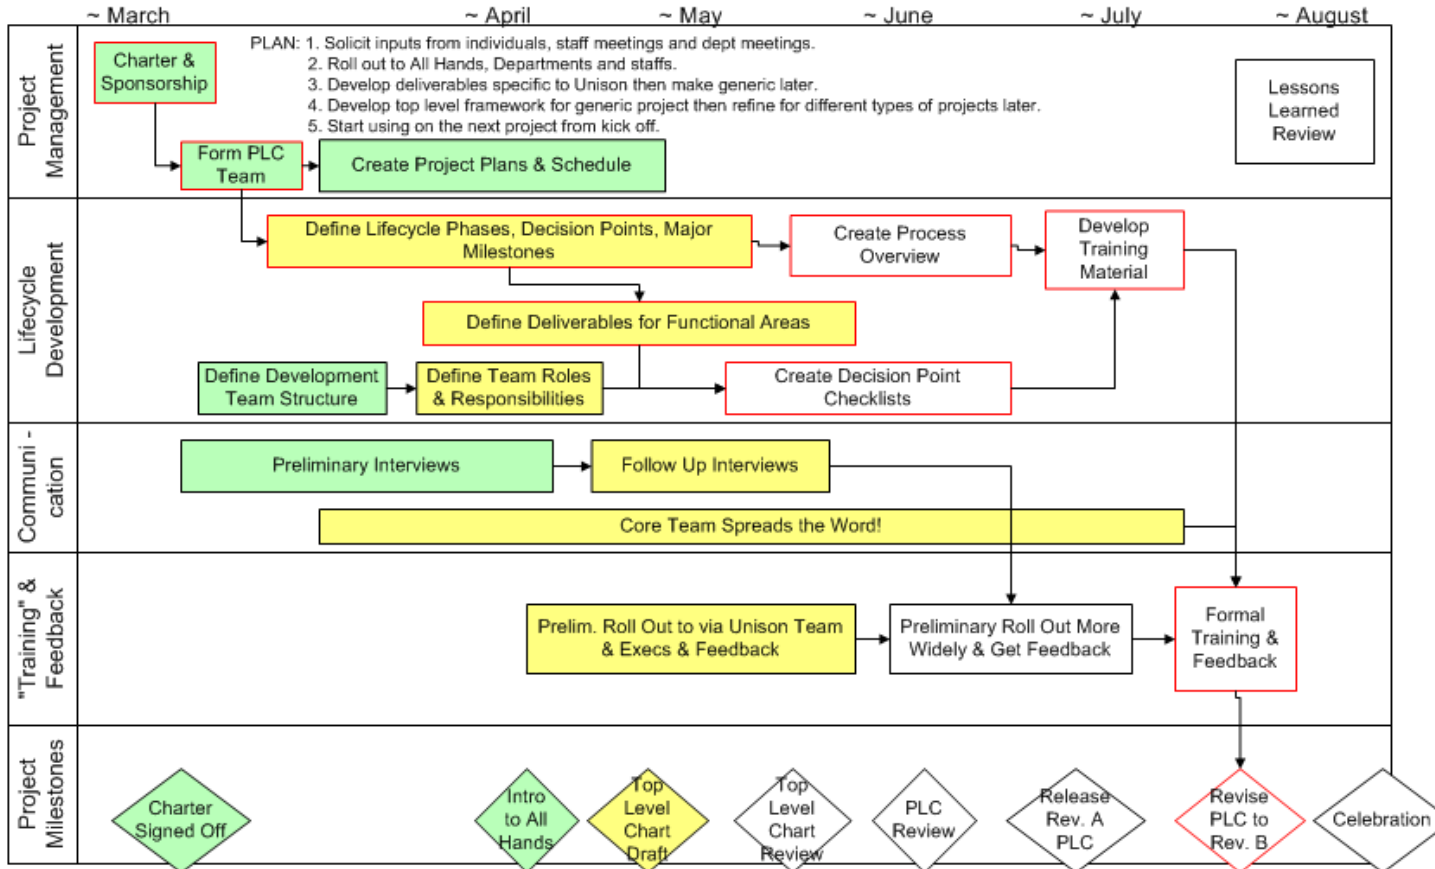 ~ March
~ April
~ May
~ June
~ July
~ August
Project
Management
Charter &
Sponsorship
PLAN: 1. Solicit inputs from individuals, staff meetings and dept meetings.
2. Roll out to All Hands, Departments and staffs.
3. Develop deliverables specific to Unison then make generic later.
4. Develop top level framework for generic project then refine for different types of projects later.
5. Start using on the next project from kick off.
Lessons
Learned
Review
Form PLC
Team
Create Project Plans & Schedule
Lifecycle
Development
Define Lifecycle Phases, Decision Points, Major
Milestones
Create Process
Overview
Develop
Training
Material
Define Deliverables for Functional Areas
Define Development
Team Structure
Define Team Roles
& Responsibilities
Create Decision Point
Checklists
Communi -
cation
Preliminary Interviews
Follow Up Interviews
Core Team Spreads the Word!
"Training" &
Feedback
Prelim. Roll Out to via Unison Team
& Execs & Feedback
Preliminary Roll Out More
Widely & Get Feedback
Formal
Training &
Feedback
Project
Milestones
Charter
Signed Off
Intro
to All
Hands
Top
Level
Chart
Draft
Top
Level
Chart
Review
PLC
Review
Release
Rev. A
PLC
Revise
PLC to
Rev. B
Celebration